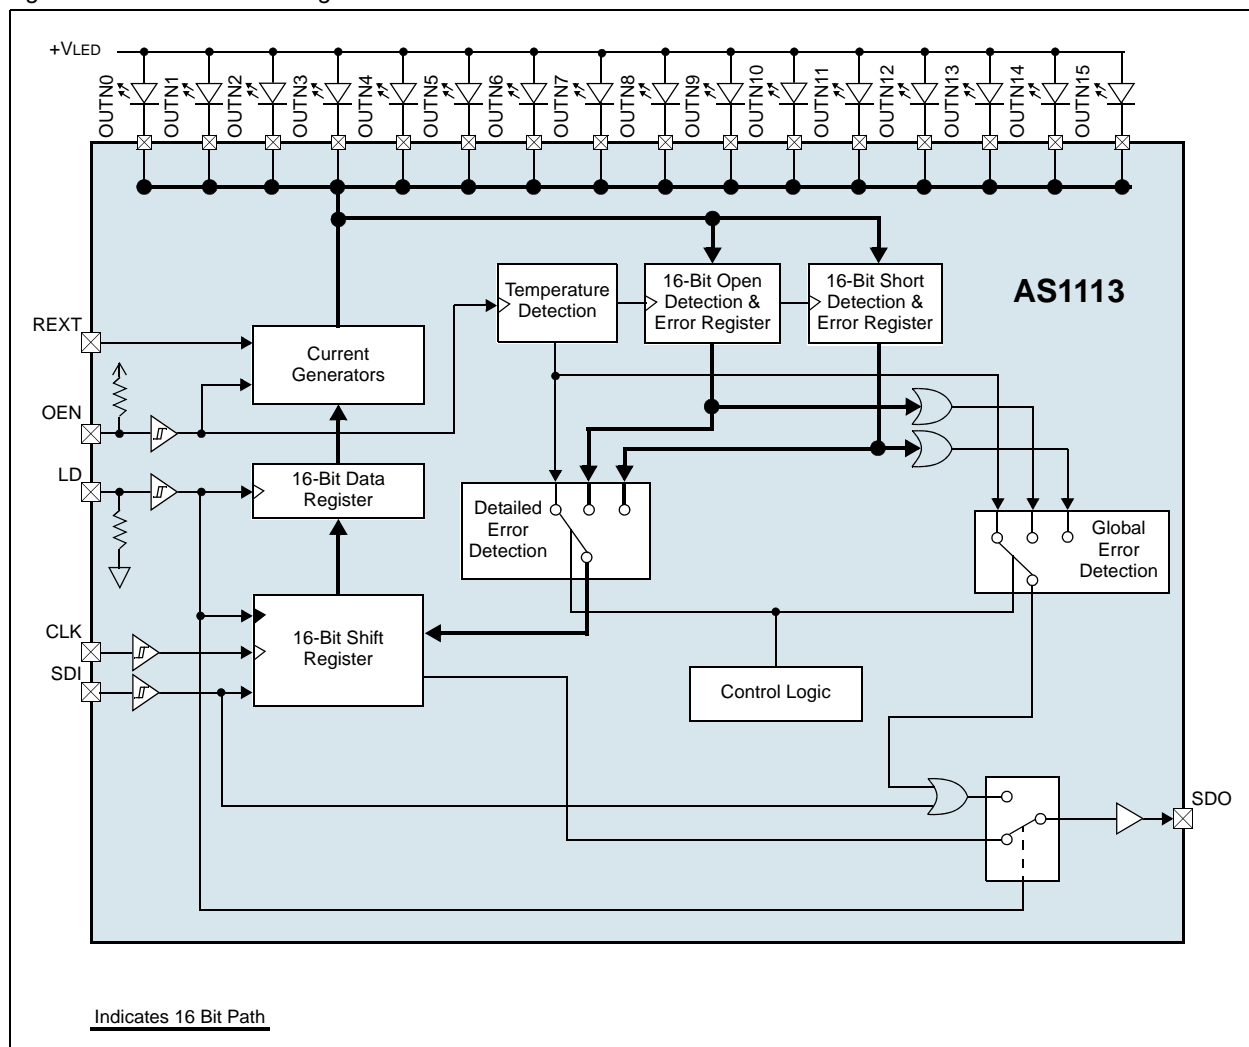 +VLED
OUTN0
OUTN1
OUTN2
OUTN3
OUTN4
OUTN5
OUTN6
OUTN7
OUTN8
OUTN9
OUTN10
OUTN11
OUTN12
OUTN13
OUTN14
OUTN15
AS1113
Temperature
Detection
16-Bit Open
Detection &
Error Register
16-Bit Short
Detection &
Error Register
REXT
Current
Generators
OEN
LD
16-Bit Data
Register
Detailed
Error
Detection
Global
Error
Detection
CLK
SDI
16-Bit Shift
Register
Control Logic
SDO
Indicates 16 Bit Path